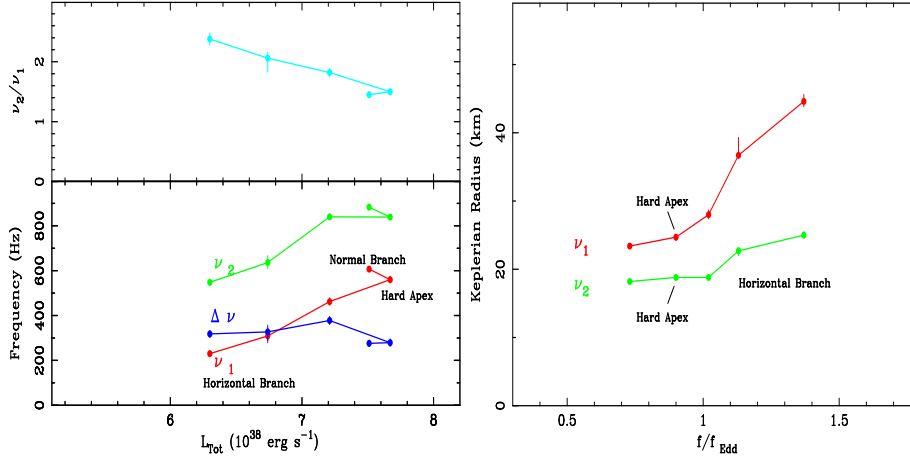 ν2/ν1
2
1
0
Frequency (Hz)
800
600
400
200
0
ν 2
Normal Branch
Hard Apex
Δ ν
ν 1
Horizontal Branch
6
7
8
L Tot (10^38 erg s^-1)
Keplerian Radius (km)
40
20
0
Hard Apex
ν1
ν2
Horizontal Branch
Hard Apex
0.5
1
1.5
f/f Edd